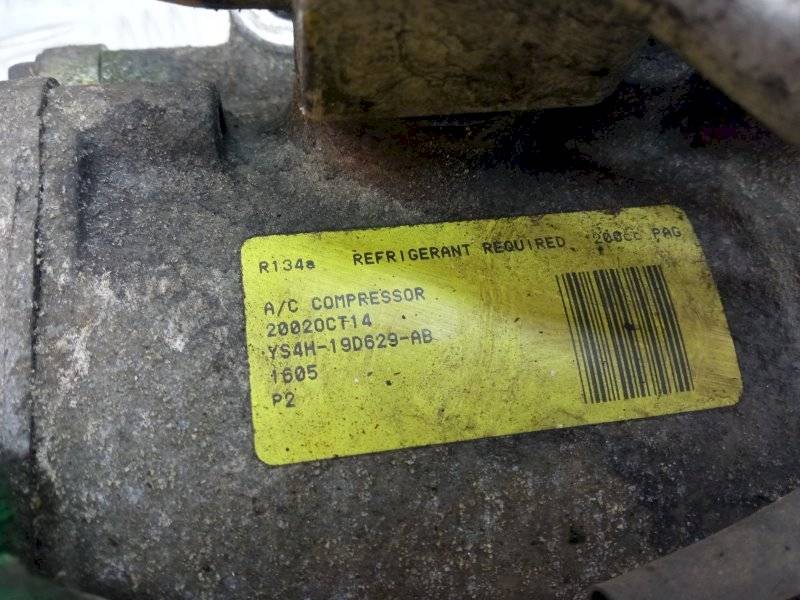 R134a REFRIGERANT REQUIRED 200cc PAG
A/C COMPRESSOR
2002OCT14
YS4H-19D629-AB
1605
P2